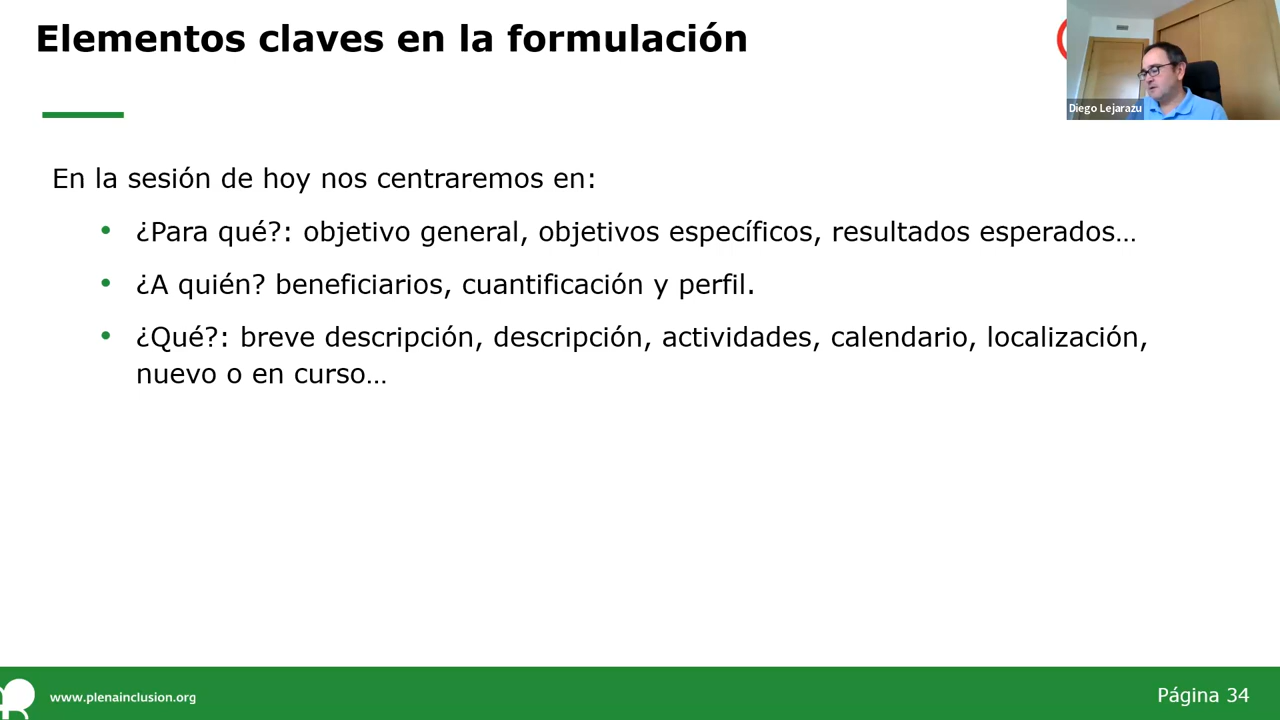 Elementos claves en la formulación
Diego Lejarazu
En la sesión de hoy nos centraremos en:
• ¿Para qué?: objetivo general, objetivos específicos, resultados esperados…
• ¿A quién? beneficiarios, cuantificación y perfil.
• ¿Qué?: breve descripción, descripción, actividades, calendario, localización,
nuevo o en curso…
www.plenainclusion.org
Página 34